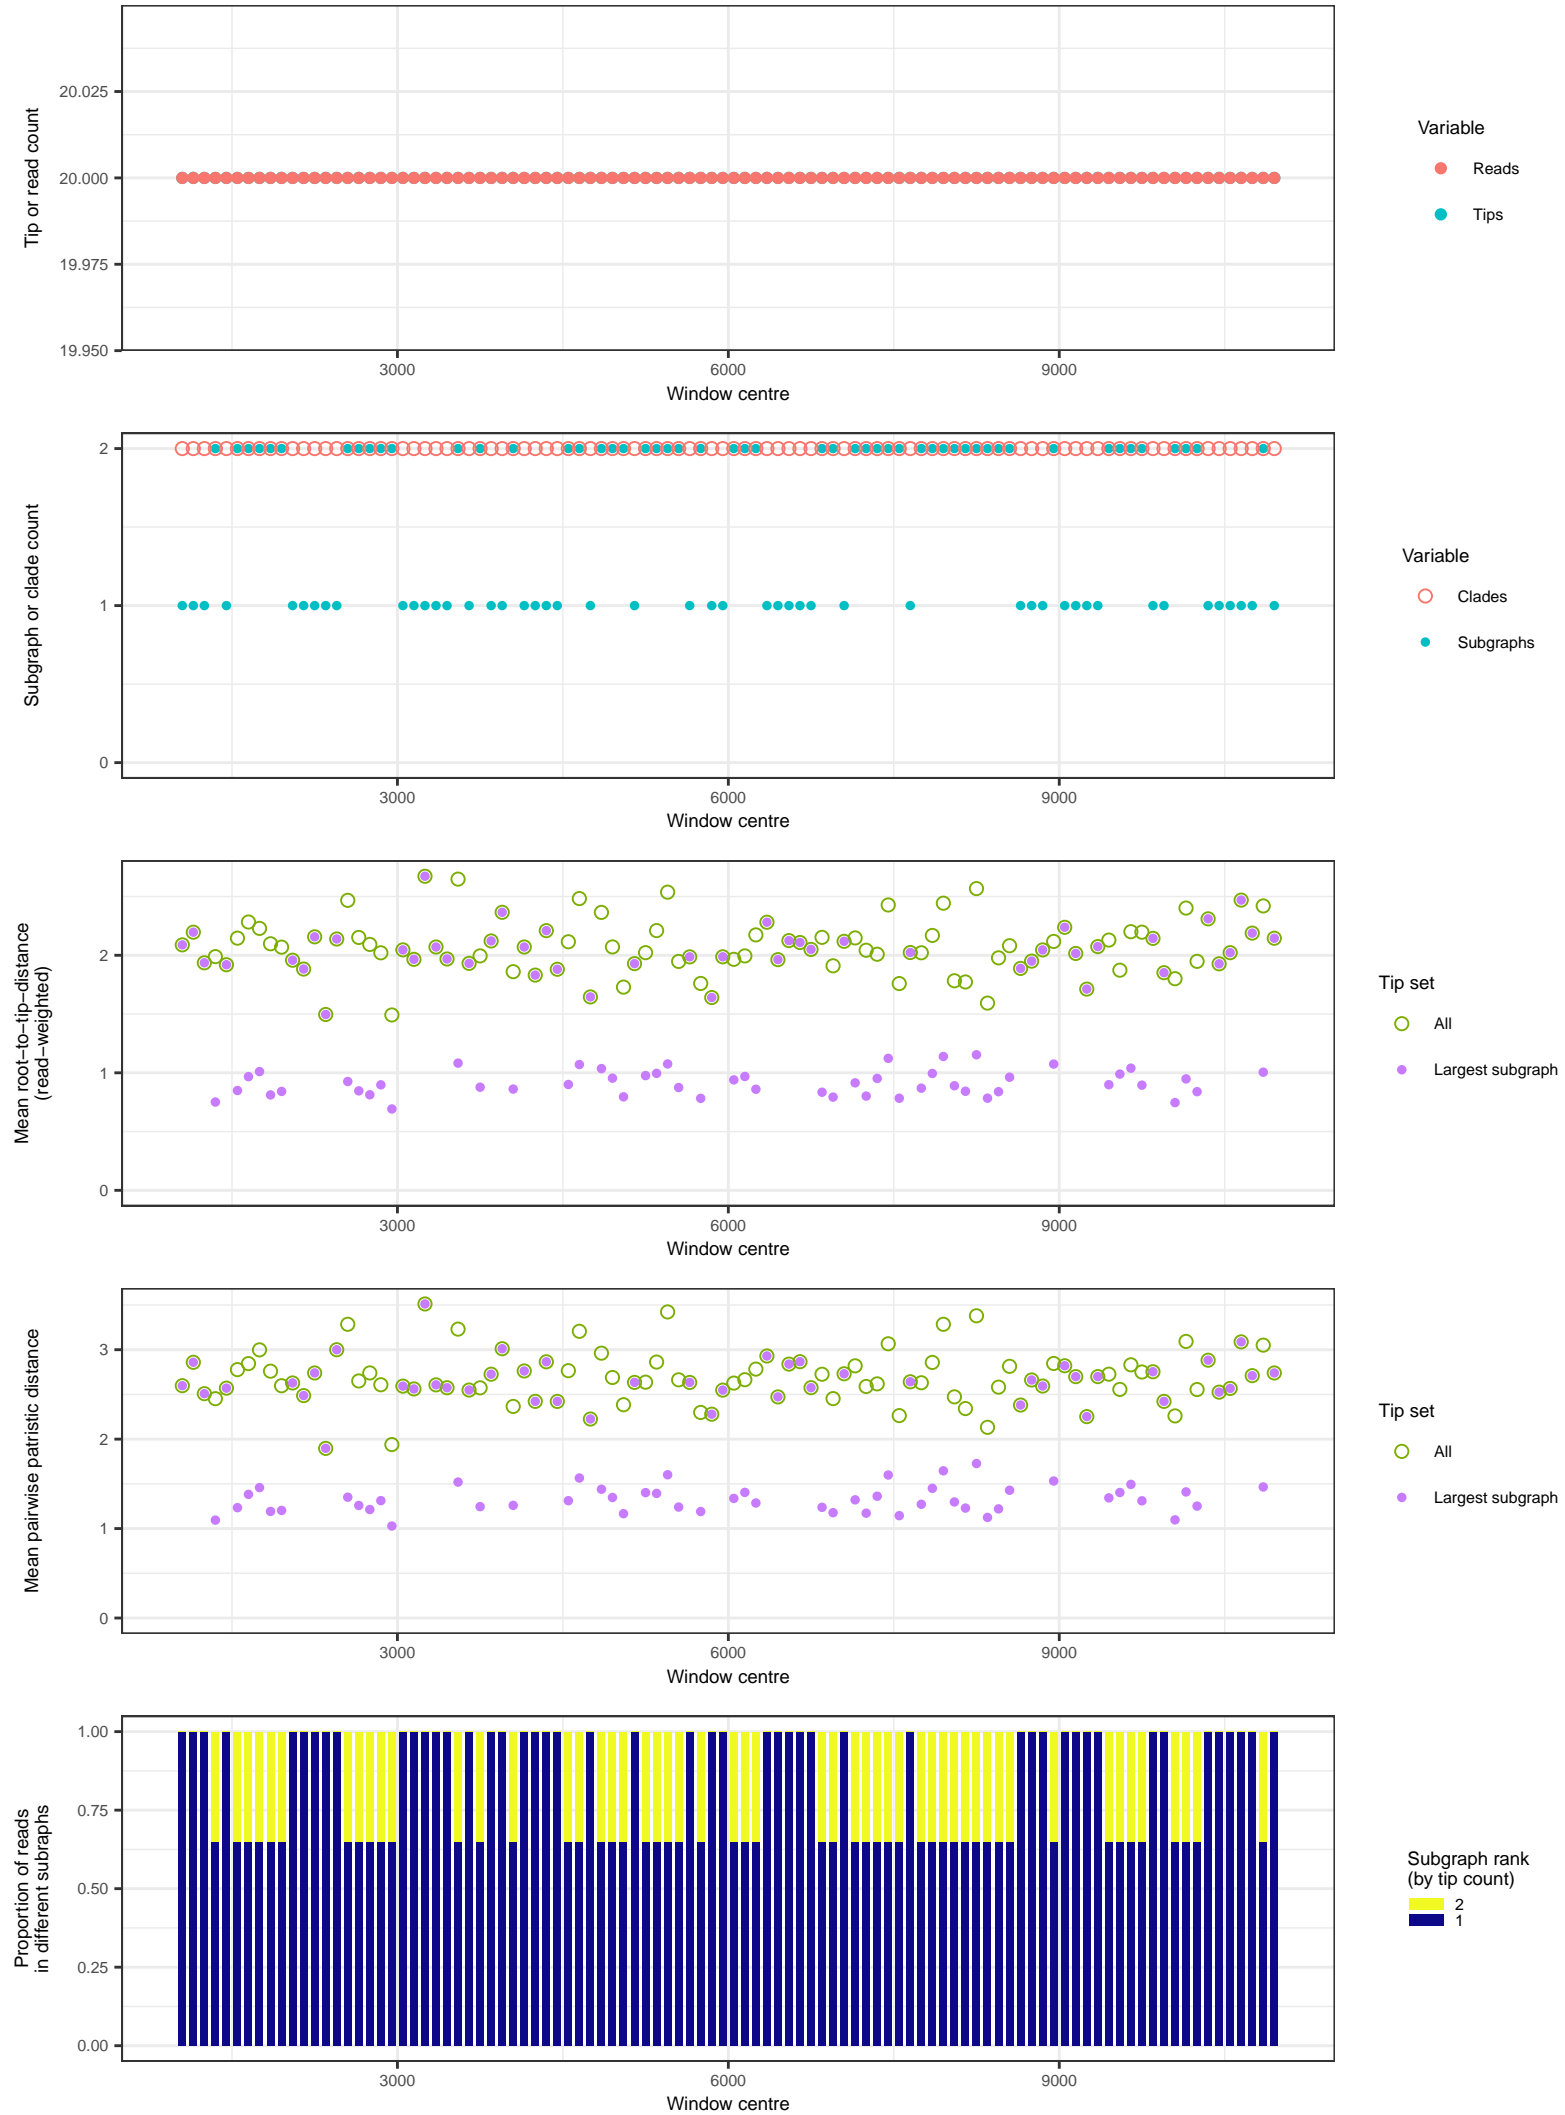 Tip or read count
20.025
20.000
19.975
19.950
3000 6000 9000
Window centre
Variable
Reads
Tips
Subgraph or clade count
2
1
0
3000 6000 9000
Window centre
Variable
Clades
Subgraphs
Mean root−to−tip−distance
(read−weighted)
2
1
0
3000 6000 9000
Window centre
Tip set
All
Largest subgraph
Mean pairwise patristic distance
3
2
1
0
3000 6000 9000
Window centre
Tip set
All
Largest subgraph
Proportion of reads
in different subraphs
1.00
0.75
0.50
0.25
0.00
3000 6000 9000
Window centre
Subgraph rank
(by tip count)
2
1